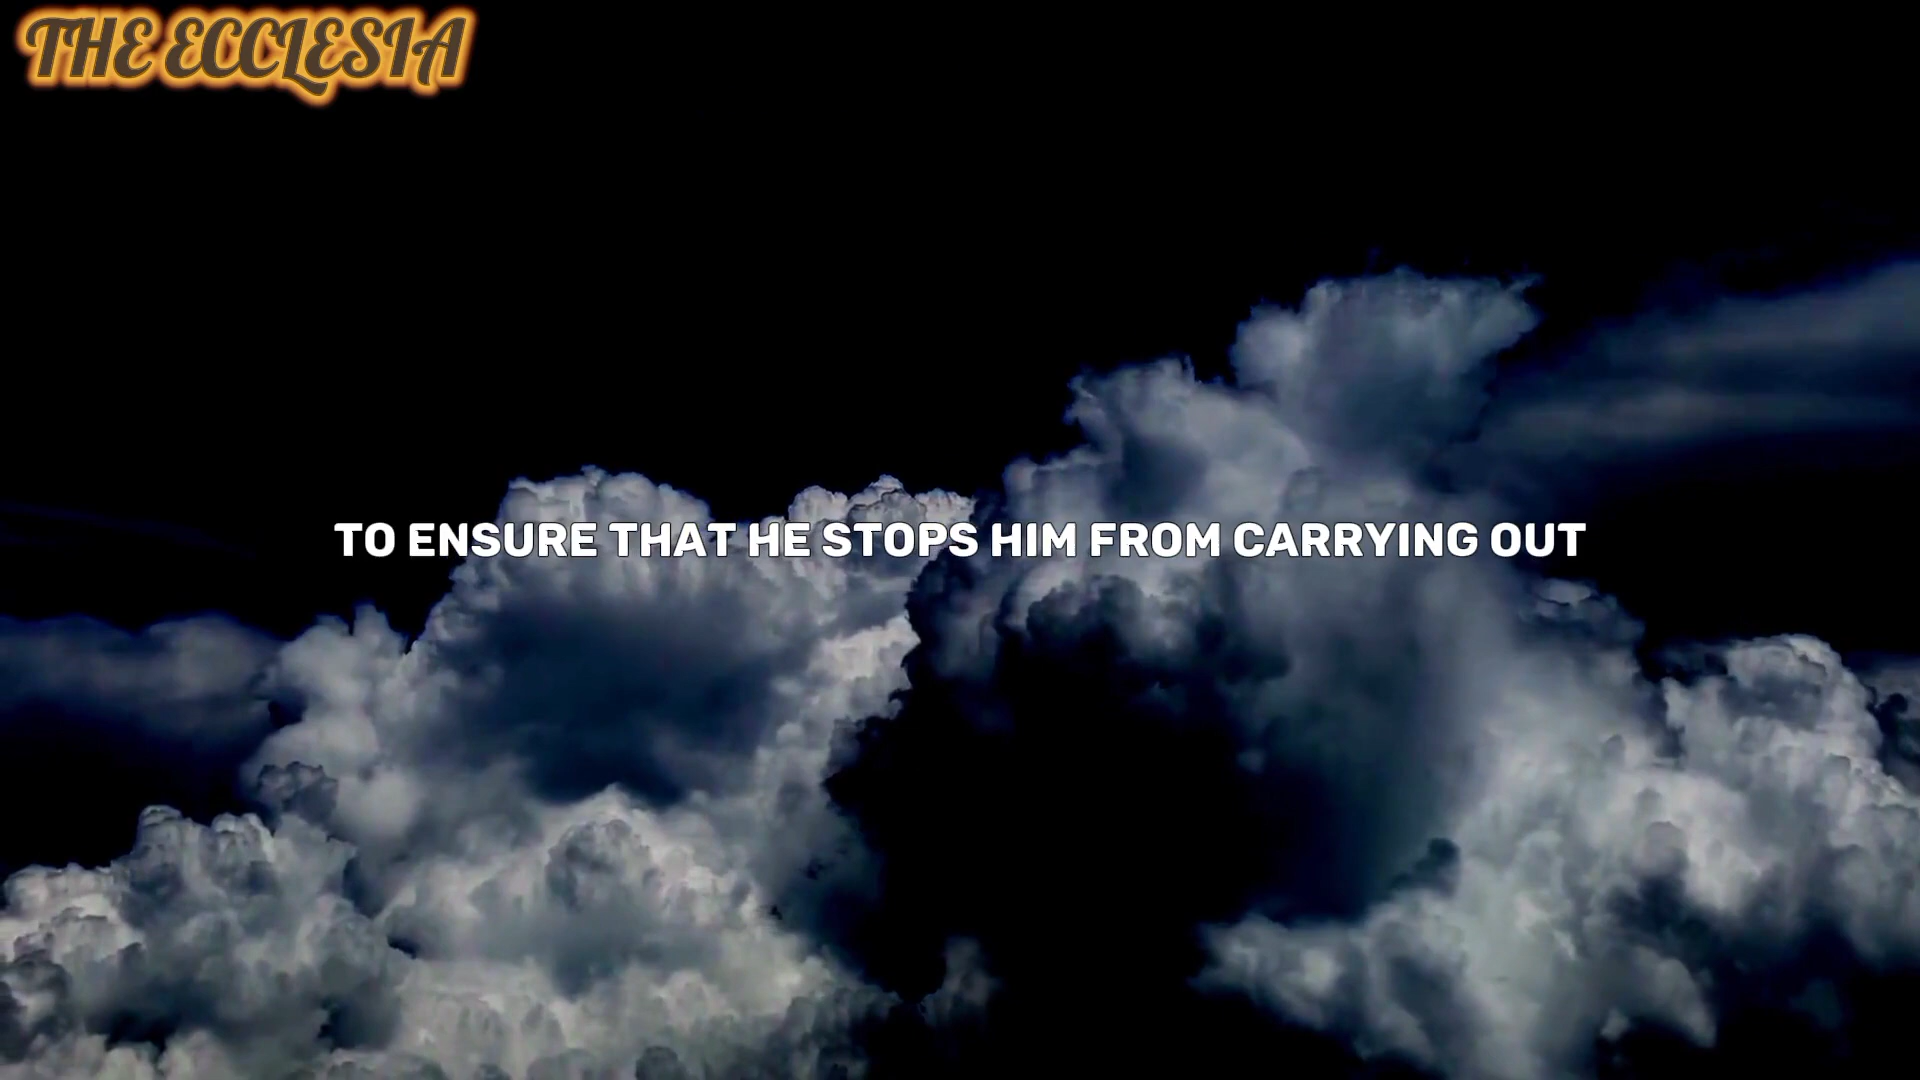 THE ECCLESIA
TO ENSURE THAT HE STOPS HIM FROM CARRYING OUT